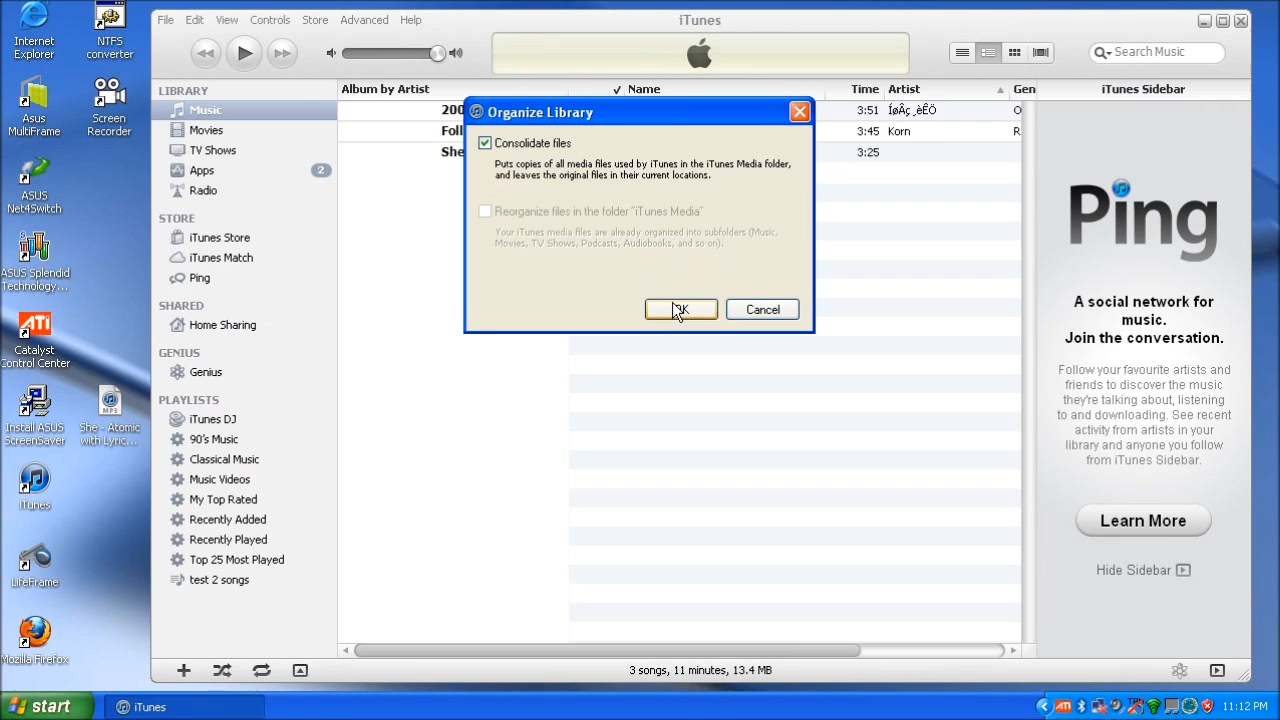 Internet
Explorer
NTFS
converter
Asus
MultiFrame
Screen
Recorder
ASUS
Net4Switch
ASUS Splendid
Technology...
ATI
Catalyst
Control Center
Install ASUS
ScreenSaver
MP3
She - Atomic
with Lyric...
iTunes
LifeFrame
Mozilla Firefox
File Edit View Controls Store Advanced Help
iTunes
Search Music
LIBRARY
Music
Movies
TV Shows
Apps 2
Radio
STORE
iTunes Store
iTunes Match
Ping
SHARED
Home Sharing
GENIUS
Genius
PLAYLISTS
iTunes DJ
90's Music
Classical Music
Music Videos
My Top Rated
Recently Added
Recently Played
Top 25 Most Played
test 2 songs
Album by Artist ✓ Name Time Artist Gen
200 3:51 O
Foll 3:45 Korn R
She 3:25
Organize Library
Consolidate files
Puts copies of all media files used by iTunes in the iTunes Media folder,
and leaves the original files in their current locations.
Reorganize files in the folder "iTunes Media"
Your iTunes media files are already organized into subfolders (Music,
Movies, TV Shows, Podcasts, Audiobooks, and so on).
OK Cancel
iTunes Sidebar
Ping
A social network for
music.
Join the conversation.
Follow your favourite artists and
friends to discover the music
they're talking about, listening
to and downloading. See recent
activity from artists in your
library and anyone you follow
from iTunes Sidebar.
Learn More
Hide Sidebar
3 songs, 11 minutes, 13.4 MB
start iTunes ATI 11:12 PM